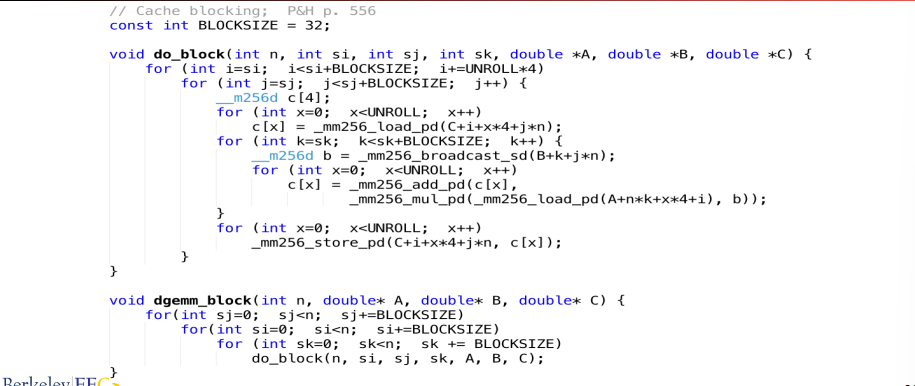 // Cache blocking;  P&H p. 556
const int BLOCKSIZE = 32;
void do_block(int n, int si, int sj, int sk, double *A, double *B, double *C) {
for (int i=si;  i<si+BLOCKSIZE;  i+=UNROLL*4)
for (int j=sj;  j<sj+BLOCKSIZE;  j++) {
__m256d c[4];
for (int x=0;  x<UNROLL;  x++)
c[x] = _mm256_load_pd(C+i+x*4+j*n);
for (int k=sk;  k<sk+BLOCKSIZE;  k++) {
__m256d b = _mm256_broadcast_sd(B+k+j*n);
for (int x=0;  x<UNROLL;  x++)
c[x] = _mm256_add_pd(c[x],
_mm256_mul_pd(_mm256_load_pd(A+n*k+x*4+i), b));
}
for (int x=0;  x<UNROLL;  x++)
_mm256_store_pd(C+i+x*4+j*n, c[x]);
}
}
void dgemm_block(int n, double* A, double* B, double* C) {
for(int sj=0;  sj<n;  sj+=BLOCKSIZE)
for(int si=0;  si<n;  si+=BLOCKSIZE)
for (int sk=0;  sk<n;  sk += BLOCKSIZE)
do_block(n, si, sj, sk, A, B, C);
}
Berkeley